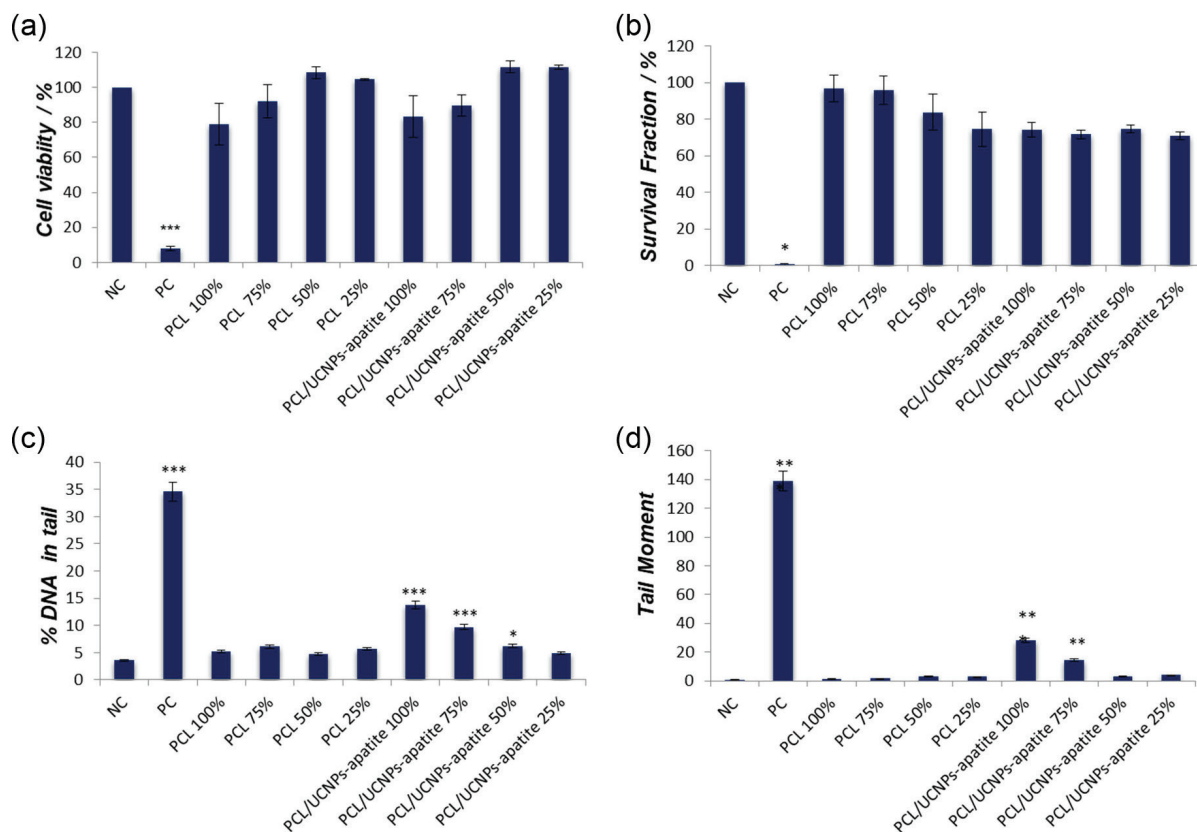 (a)
Cell viability / %
120
100
80
60
40
20
0
***
NC
PC
PCL 100%
PCL 75%
PCL 50%
PCL 25%
PCL/UCNPs-apatite 100%
PCL/UCNPs-apatite 75%
PCL/UCNPs-apatite 50%
PCL/UCNPs-apatite 25%
(b)
Survival Fraction / %
120
100
80
60
40
20
0
*
NC
PC
PCL 100%
PCL 75%
PCL 50%
PCL 25%
PCL/UCNPs-apatite 100%
PCL/UCNPs-apatite 75%
PCL/UCNPs-apatite 50%
PCL/UCNPs-apatite 25%
(c)
% DNA in tail
40
35
30
25
20
15
10
5
0
***
***
***
*
NC
PC
PCL 100%
PCL 75%
PCL 50%
PCL 25%
PCL/UCNPs-apatite 100%
PCL/UCNPs-apatite 75%
PCL/UCNPs-apatite 50%
PCL/UCNPs-apatite 25%
(d)
Tail Moment
160
140
120
100
80
60
40
20
0
**
*
**
*
**
NC
PC
PCL 100%
PCL 75%
PCL 50%
PCL 25%
PCL/UCNPs-apatite 100%
PCL/UCNPs-apatite 75%
PCL/UCNPs-apatite 50%
PCL/UCNPs-apatite 25%